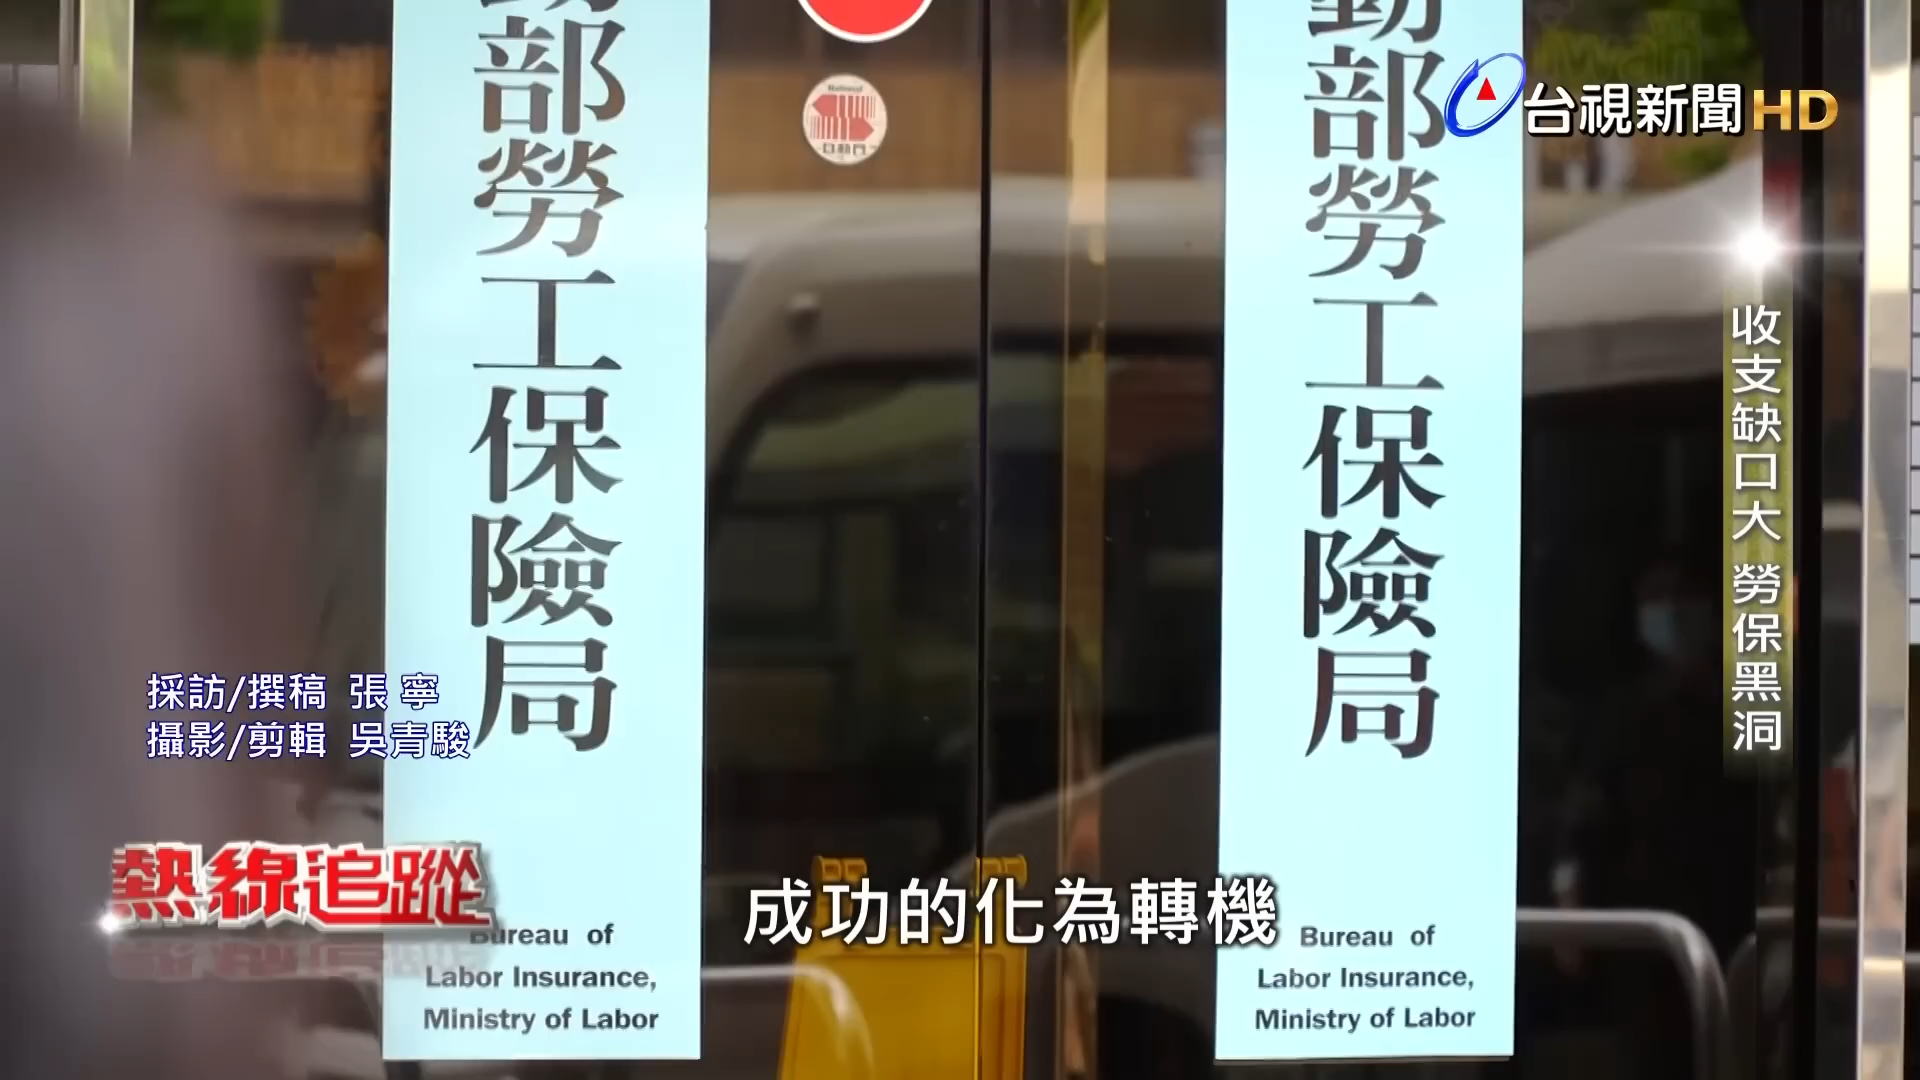 部勞工保險局
Bureau of
Labor Insurance,
Ministry of Labor
National
部勞工保險局
Bureau of
Labor Insurance,
Ministry of Labor
台視新聞HD
收支缺口大 勞保黑洞
採訪/撰稿 張 寧
攝影/剪輯 吳青駿
熱線追蹤
成功的化為轉機